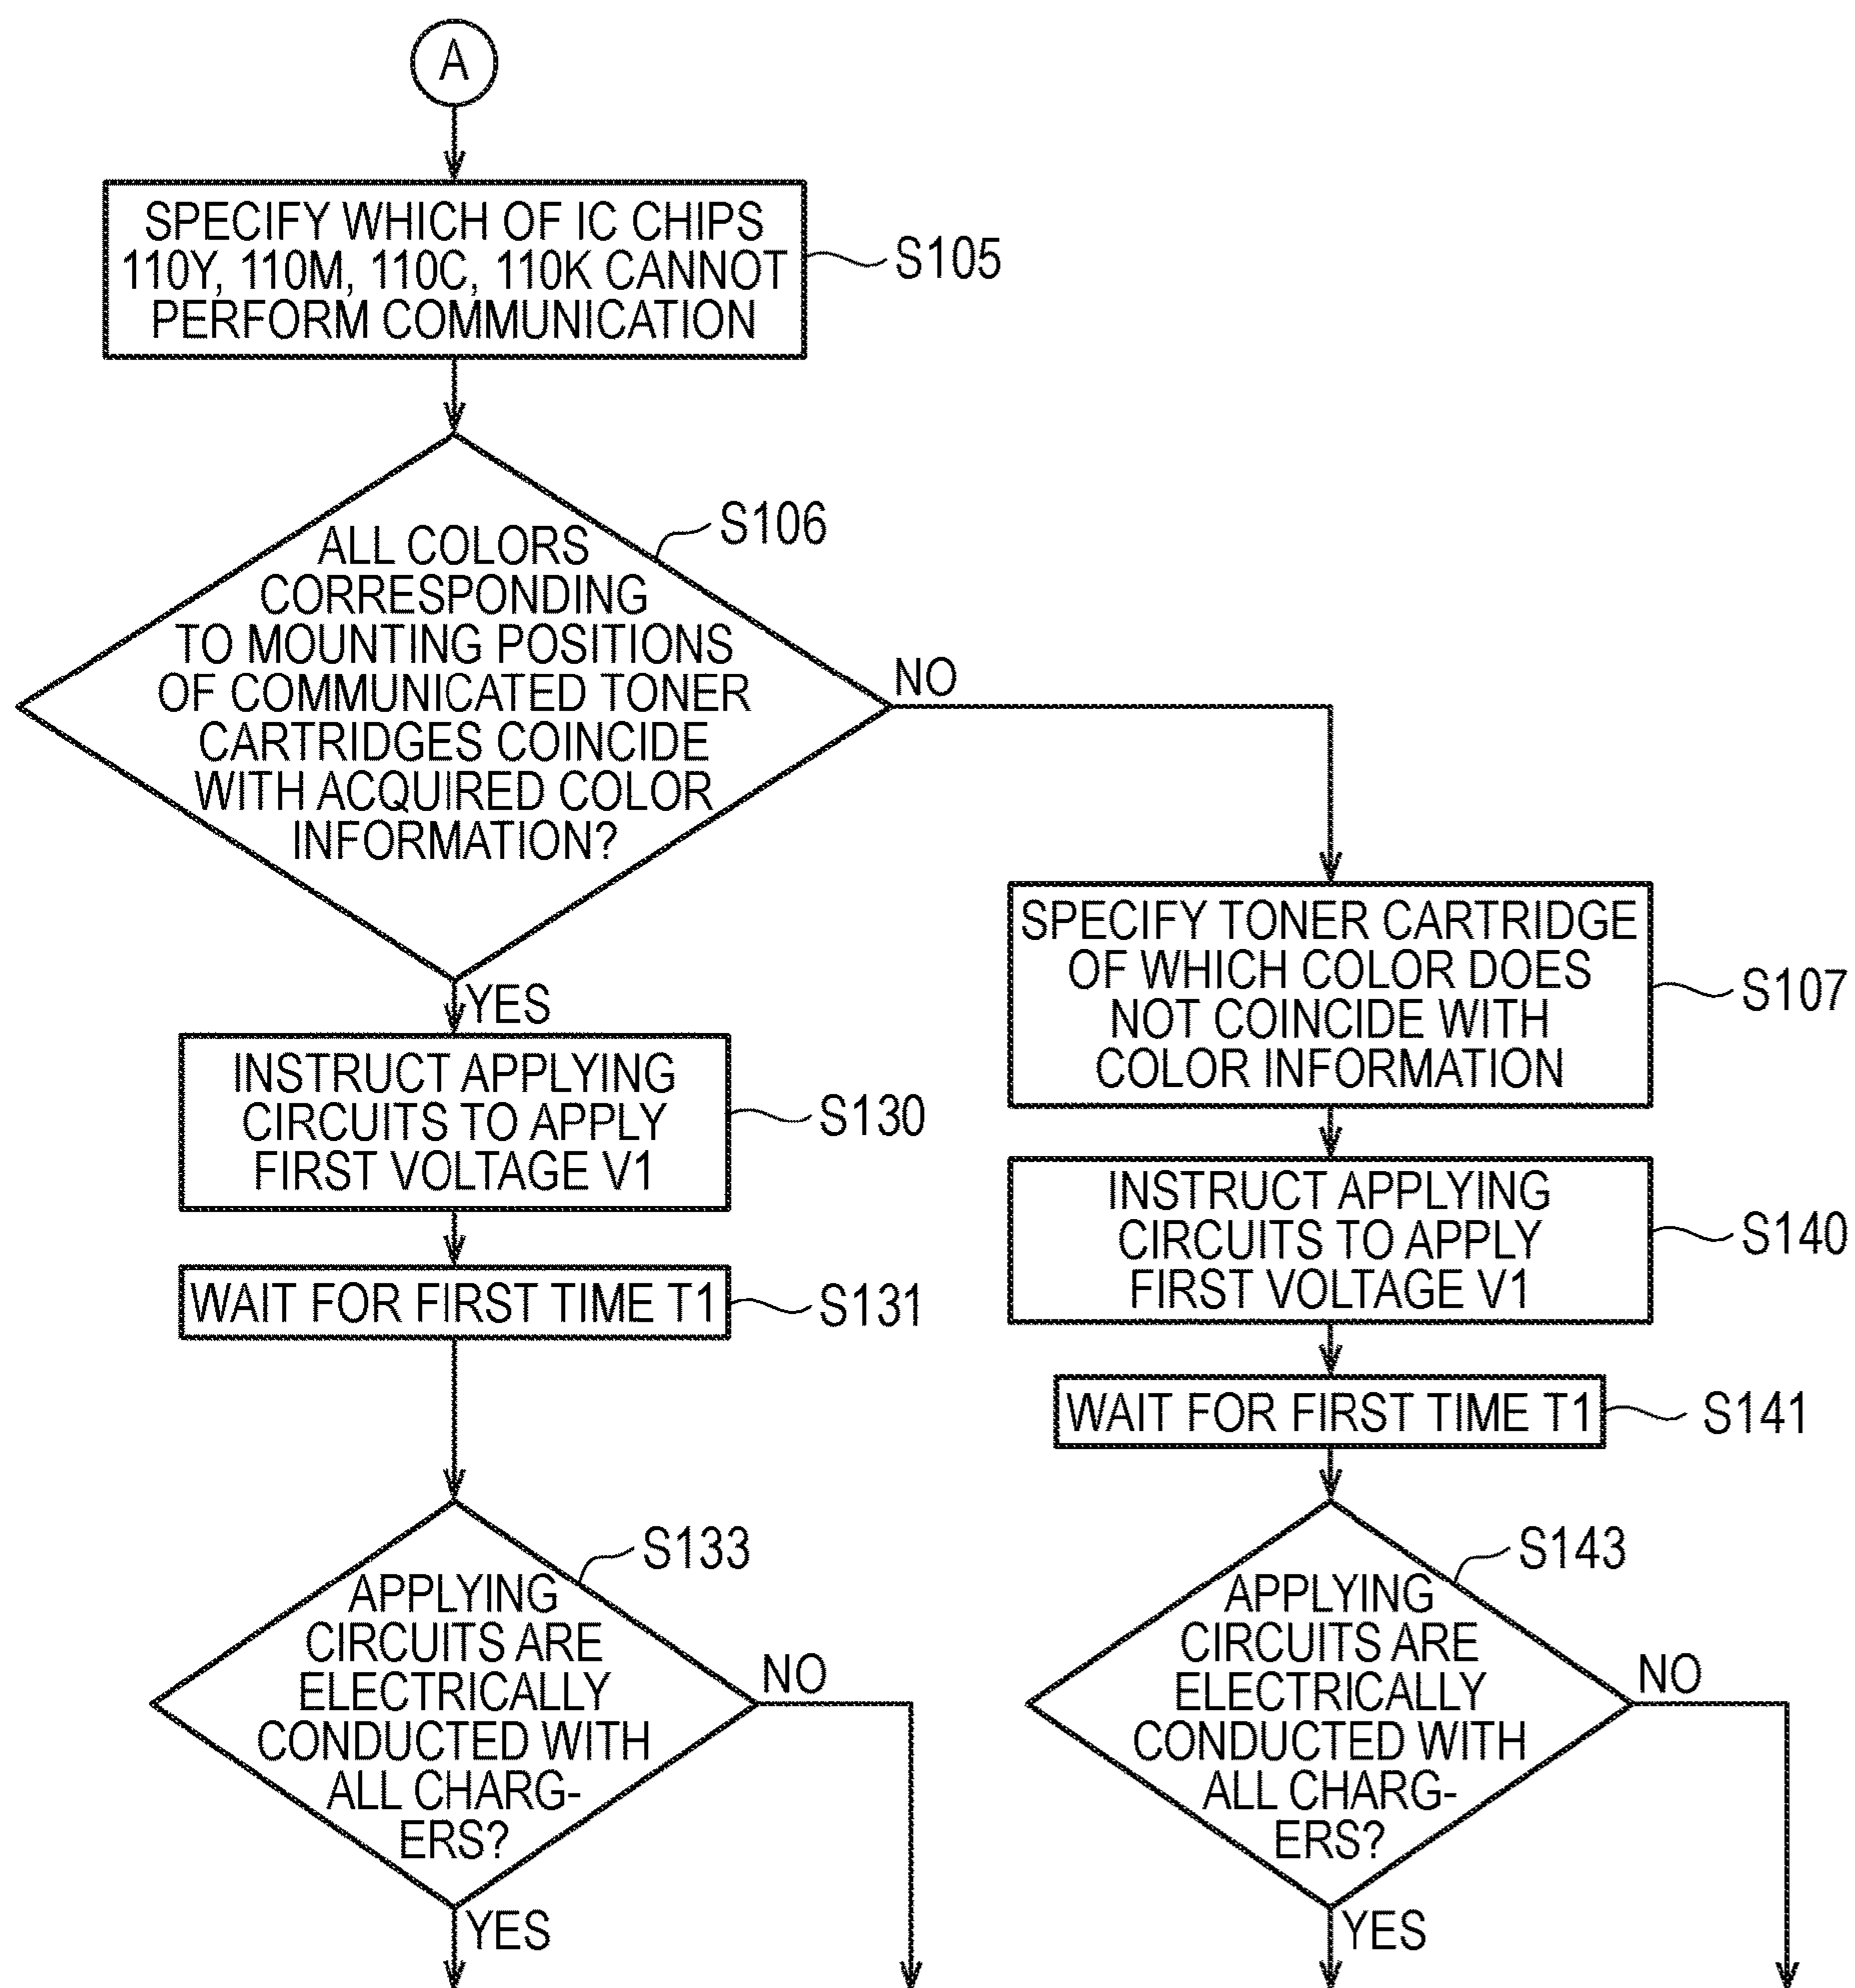 A
SPECIFY WHICH OF IC CHIPS
110Y, 110M, 110C, 110K CANNOT
PERFORM COMMUNICATION
S105
S106
ALL COLORS
CORRESPONDING
TO MOUNTING POSITIONS
OF COMMUNICATED TONER
CARTRIDGES COINCIDE
WITH ACQUIRED COLOR
INFORMATION?
NO
YES
SPECIFY TONER CARTRIDGE
OF WHICH COLOR DOES
NOT COINCIDE WITH
COLOR INFORMATION
S107
INSTRUCT APPLYING
CIRCUITS TO APPLY
FIRST VOLTAGE V1
S130
INSTRUCT APPLYING
CIRCUITS TO APPLY
FIRST VOLTAGE V1
S140
WAIT FOR FIRST TIME T1
S131
WAIT FOR FIRST TIME T1
S141
S133
APPLYING
CIRCUITS ARE
ELECTRICALLY
CONDUCTED WITH
ALL CHARG-
ERS?
NO
YES
S143
APPLYING
CIRCUITS ARE
ELECTRICALLY
CONDUCTED WITH
ALL CHARG-
ERS?
NO
YES